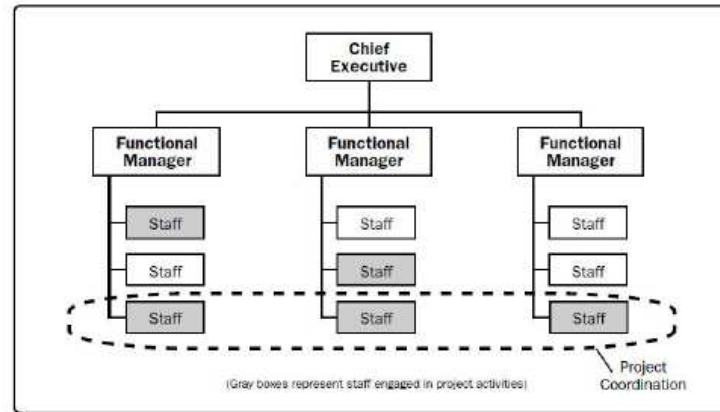 Chief
Executive
Functional
Manager
Functional
Manager
Functional
Manager
Staff
Staff
Staff
Staff
Staff
Staff
Staff
Staff
Staff
(Gray boxes represent staff engaged in project activities)
Project
Coordination